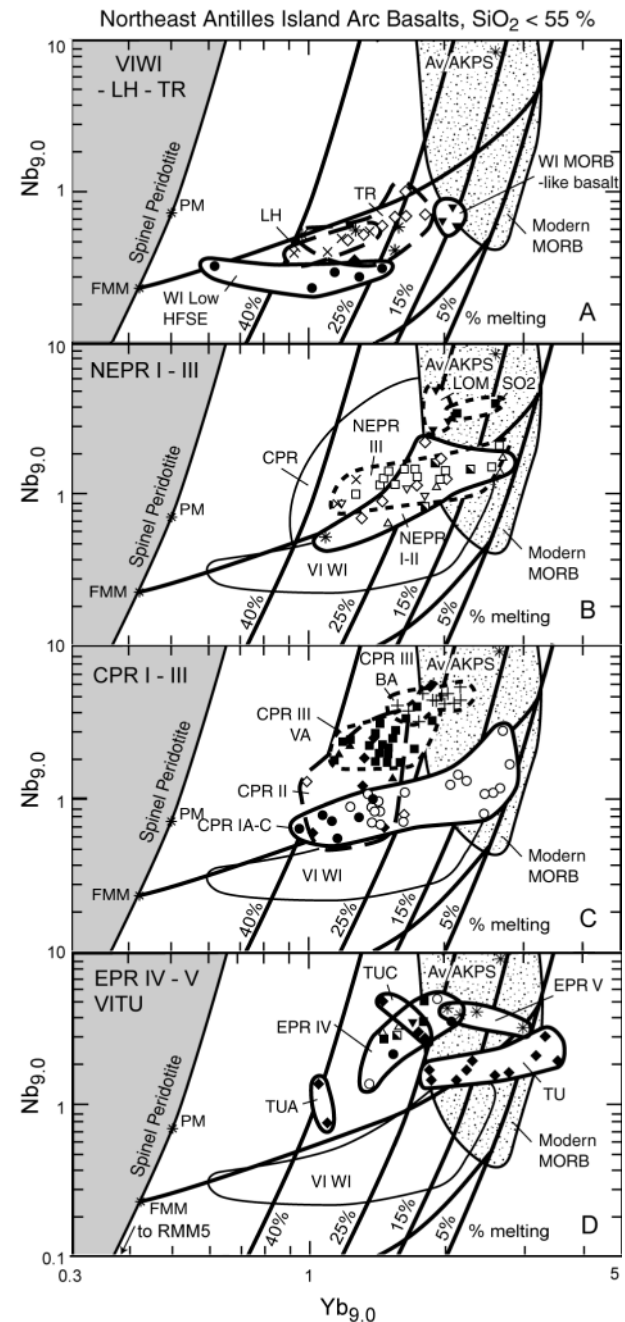 Northeast Antilles Island Arc Basalts, SiO2 < 55 %
10
VIWI
- LH - TR
Av AKPS
Nb9.0
Spinel Peridotite
PM
1
TR
WI MORB
-like basalt
LH
Modern
MORB
FMM
WI Low
HFSE
40%
25%
15%
5%
% melting
A
10
NEPR I - III
Av AKPS
LOM
SO2
Nb9.0
Spinel Peridotite
NEPR
III
CPR
1
PM
NEPR
I-II
VI WI
FMM
Modern
MORB
40%
25%
15%
5%
% melting
B
10
CPR I - III
CPR III
BA
Av AKPS
Nb9.0
Spinel Peridotite
CPR III
VA
CPR II
1
PM
CPR IA-C
VI WI
FMM
Modern
MORB
40%
25%
15%
5%
% melting
C
10
EPR IV - V
VITU
TUC
Av AKPS
EPR V
Nb9.0
Spinel Peridotite
EPR IV
TUA
TU
1
PM
VI WI
Modern
MORB
FMM
to RMM5
40%
25%
15%
5%
% melting
D
0.1
0.3
1
5
Yb9.0